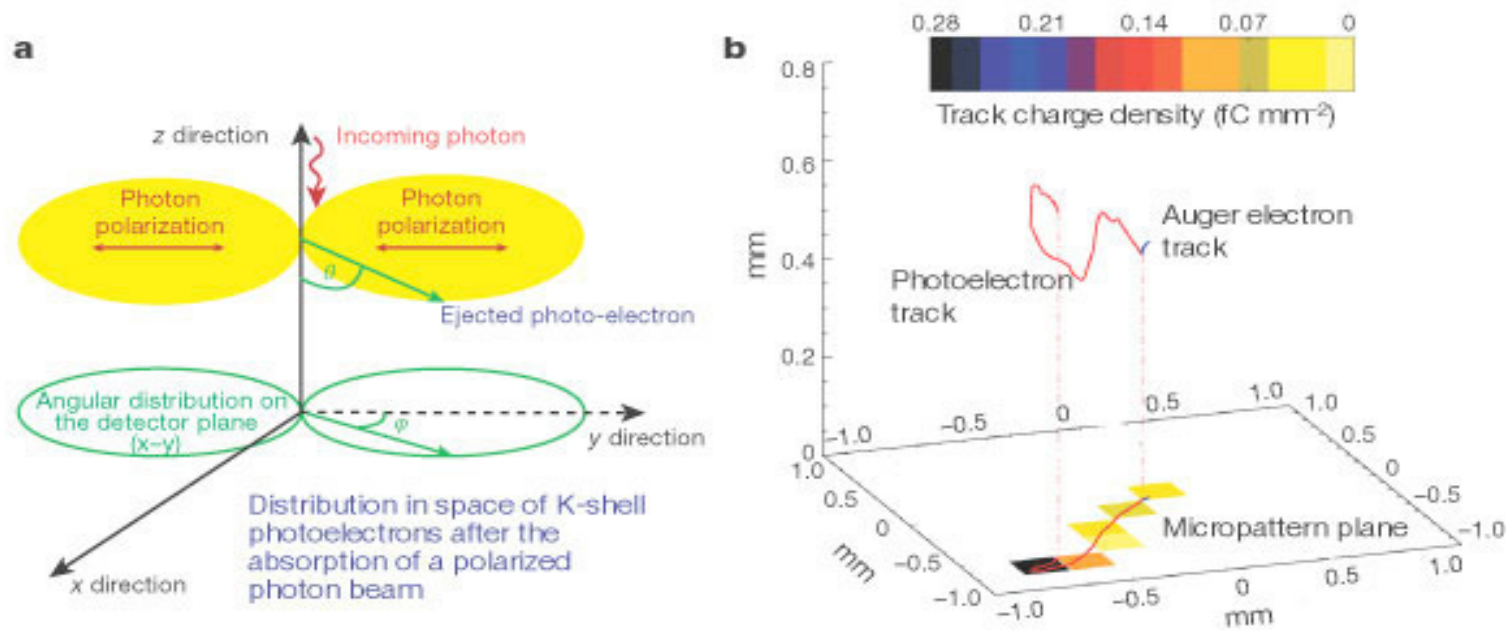 a
z direction
Incoming photon
Photon
polarization
Photon
polarization
θ
Ejected photo-electron
Angular distribution on
the detector plane
(x–y)
φ
y direction
x direction
Distribution in space of K-shell
photoelectrons after the
absorption of a polarized
photon beam
b
0.28 0.21 0.14 0.07 0
Track charge density (fC mm⁻²)
0.8
0.6
0.4
0.2
0
mm
Auger electron
track
Photoelectron
track
−1.0 −0.5 0 0.5 1.0
1.0
0.5
0
−0.5
−1.0
1.0
0.5
0
−0.5
−1.0
mm
Micropattern plane
−1.0 −0.5 0 0.5 1.0
mm